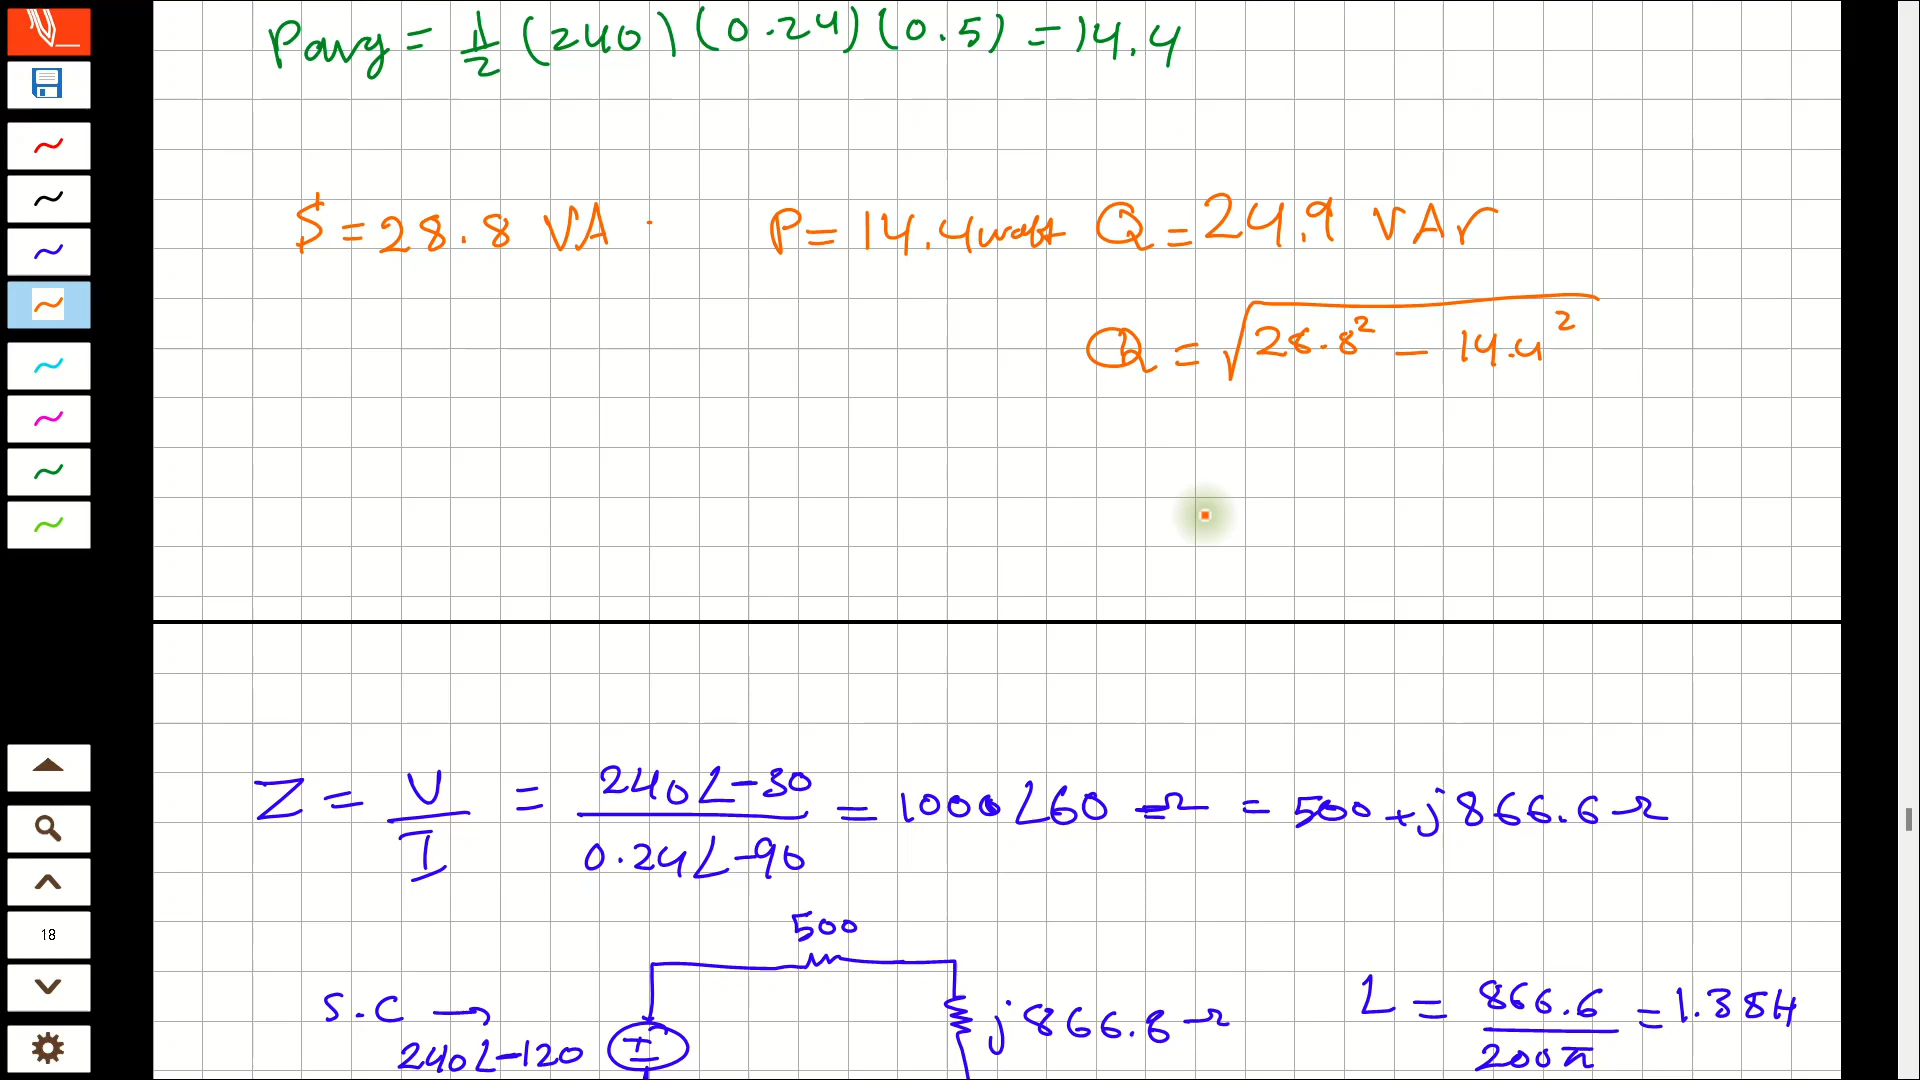 Pavg = 1/2 (240) (0.24) (0.5) = 14.4
S = 28.8 VA . P = 14.4 watt Q = 24.9 VAr
Q = √28.8² - 14.4²
Z = V/I = 240∠-30 / 0.24∠-90 = 1000∠60 Ω = 500 + j866.6 Ω
500
S.C → j866.6 Ω L = 866.6 / 200π = 1.38H
240∠-120
18